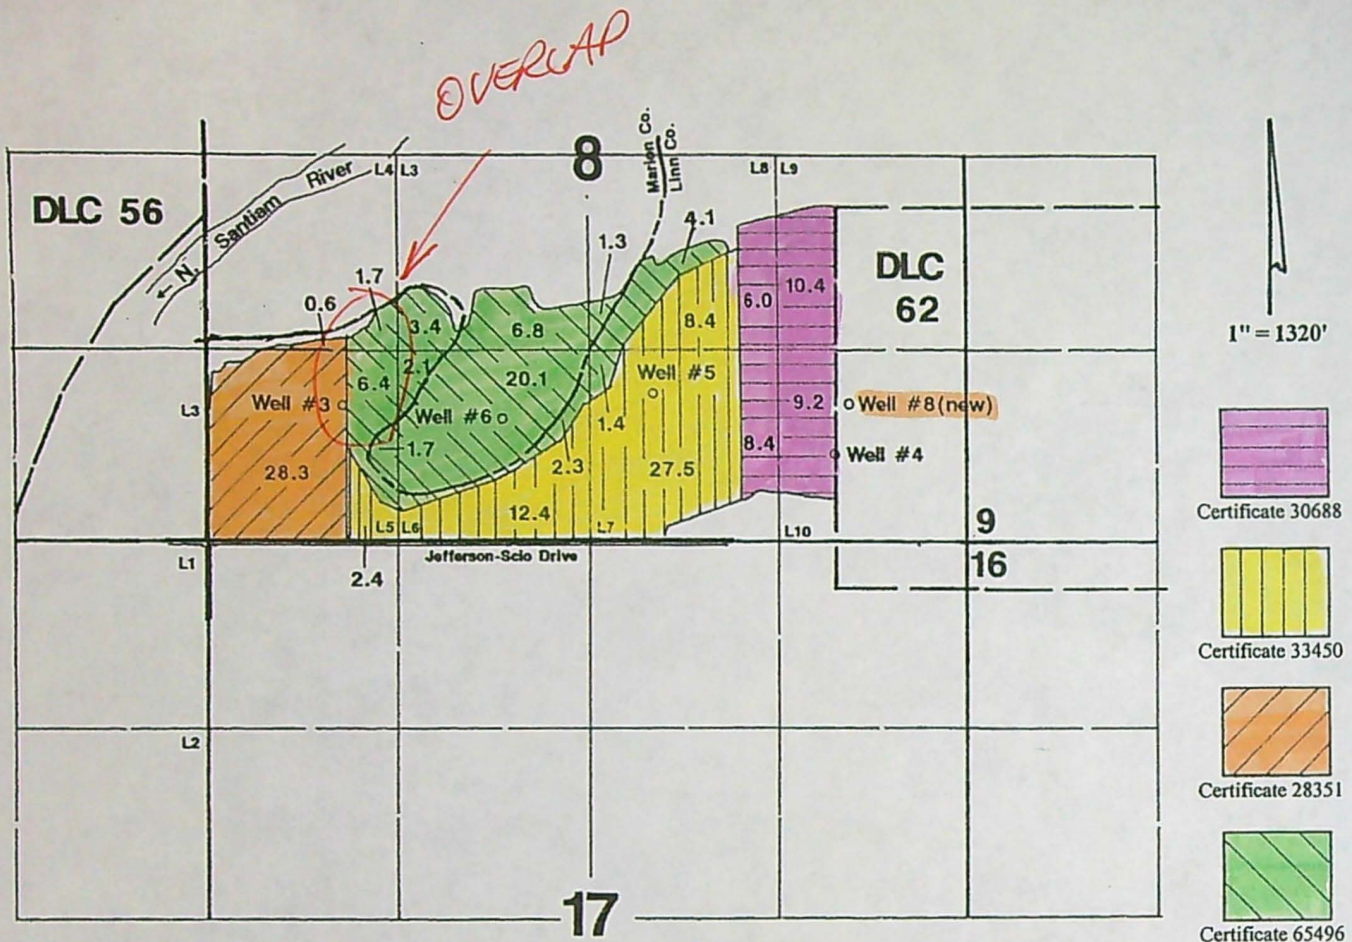 OVERLAP
8
Marion Co.
Linn Co.
L4 L3
L8 L9
DLC 56
N. Santiam River
4.1
1.3
DLC
62
1.7
0.6
6.0
10.4
3.4
6.8
8.4
1" = 1320'
2.1
6.4
20.1
Well #5
L3
Well #3
Well #6
9.2
Well #8(new)
1.4
1.7
8.4
Well #4
28.3
2.3
27.5
Certificate 30688
12.4
L5 L6
L7
L10
9
Jefferson-Scio Drive
L1
16
2.4
Certificate 33450
L2
Certificate 28351
17
Certificate 65496